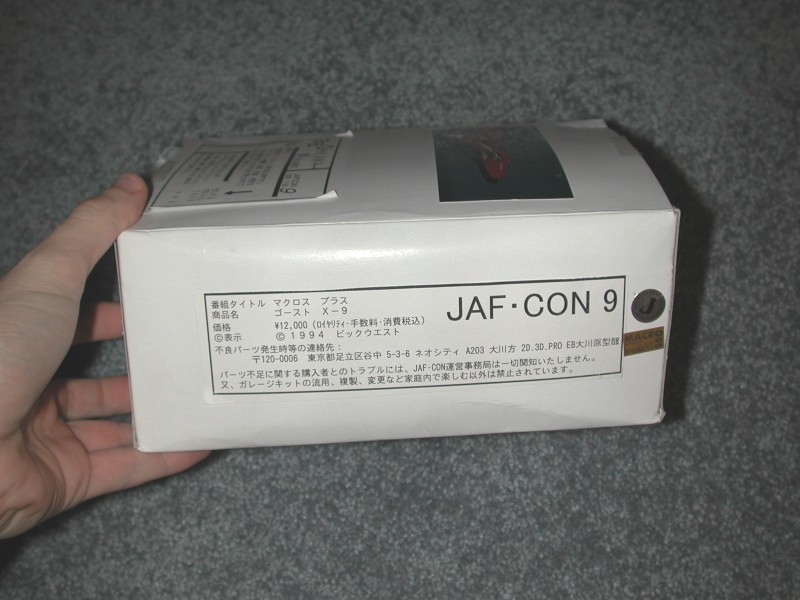 JAF・CON 9
番組タイトル マクロス プラス
商品名 ゴースト X−9
価格 ¥12,000 (ロイヤリティ・手数料・消費税込)
©表示 © 1994 ビックウエスト
不良パーツ発生時等の連絡先：
〒120-0006 東京都足立区谷中 5-3-6 ネオシティ A203 大川方 2D.3D.PRO EB大川原型部
パーツ不足に関する購入者とのトラブルには、JAF-CON運営事務局は一切関知いたしません。
又、ガレージキットの流用、複製、変更など家庭内で楽しむ以外は禁止されています。
J
MACRO